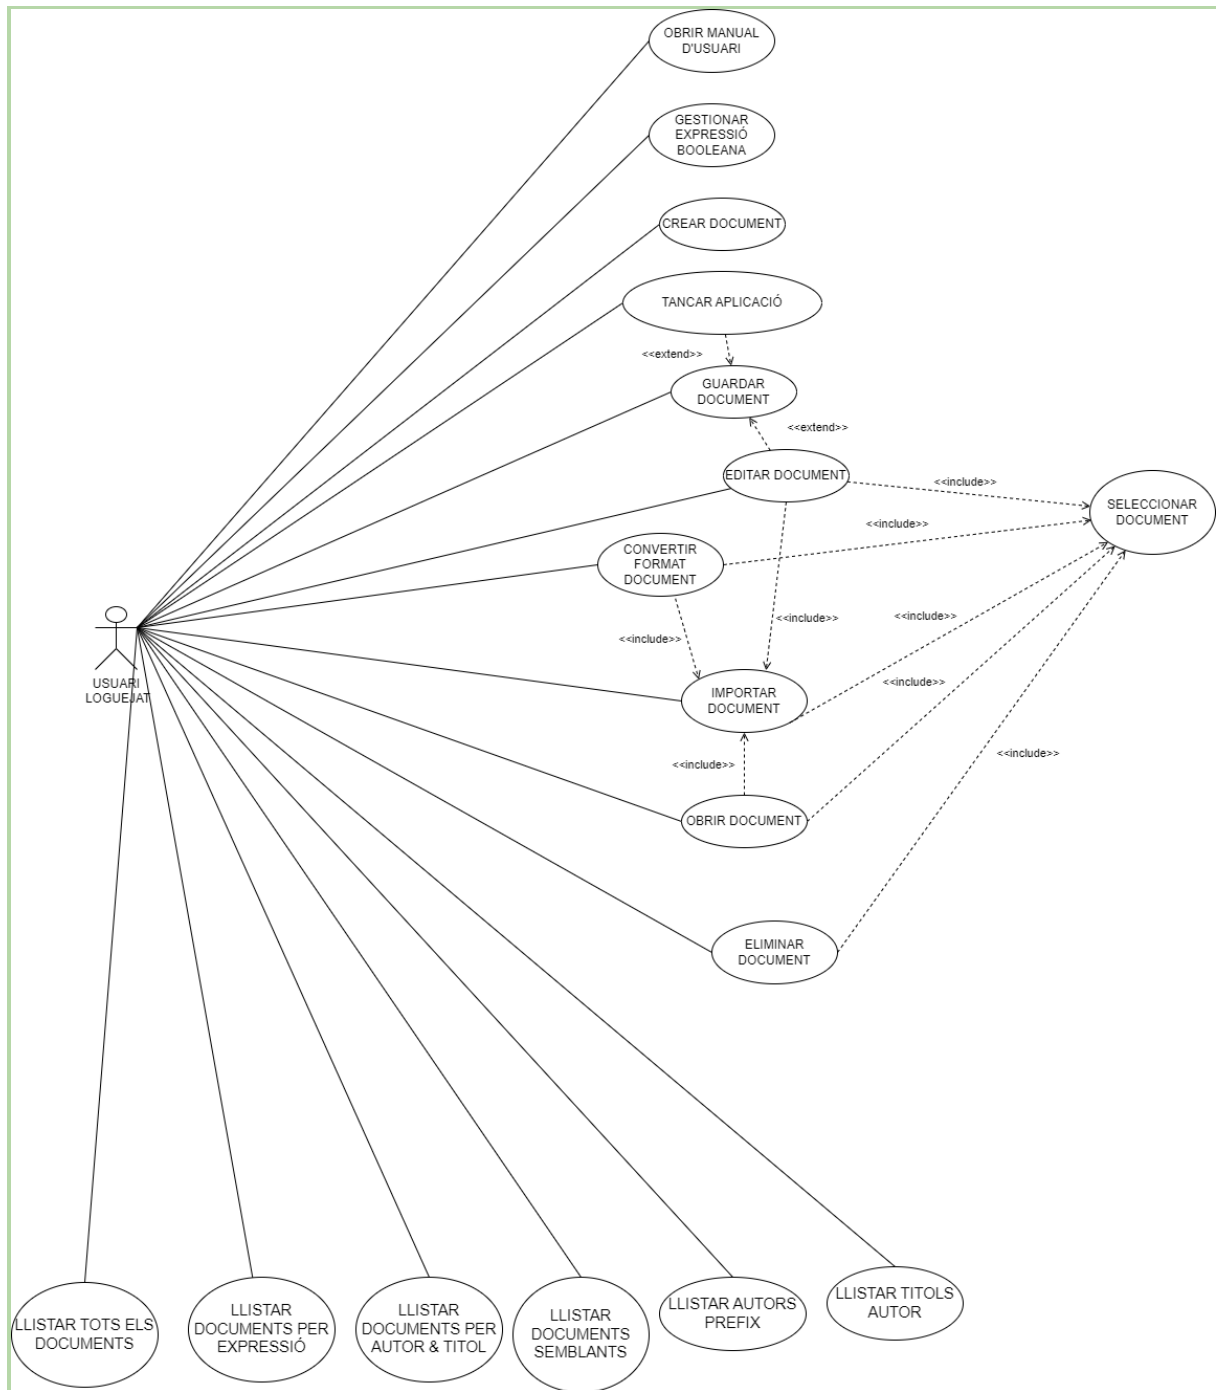 OBRIR MANUAL
D'USUARI
GESTIONAR
EXPRESSIÓ
BOOLEANA
CREAR DOCUMENT
TANCAR APLICACIÓ
<<extend>>
GUARDAR
DOCUMENT
<<extend>>
EDITAR DOCUMENT
<<include>>
SELECCIONAR
DOCUMENT
<<include>>
CONVERTIR
FORMAT
DOCUMENT
<<include>>
<<include>>
<<include>>
USUARI
LOGUEJAT
IMPORTAR
DOCUMENT
<<include>>
<<include>>
<<include>>
OBRIR DOCUMENT
ELIMINAR
DOCUMENT
LLISTAR TOTS ELS
DOCUMENTS
LLISTAR
DOCUMENTS PER
EXPRESSIÓ
LLISTAR
DOCUMENTS PER
AUTOR & TITOL
LLISTAR
DOCUMENTS
SEMBLANTS
LLISTAR AUTORS
PREFIX
LLISTAR TITOLS
AUTOR